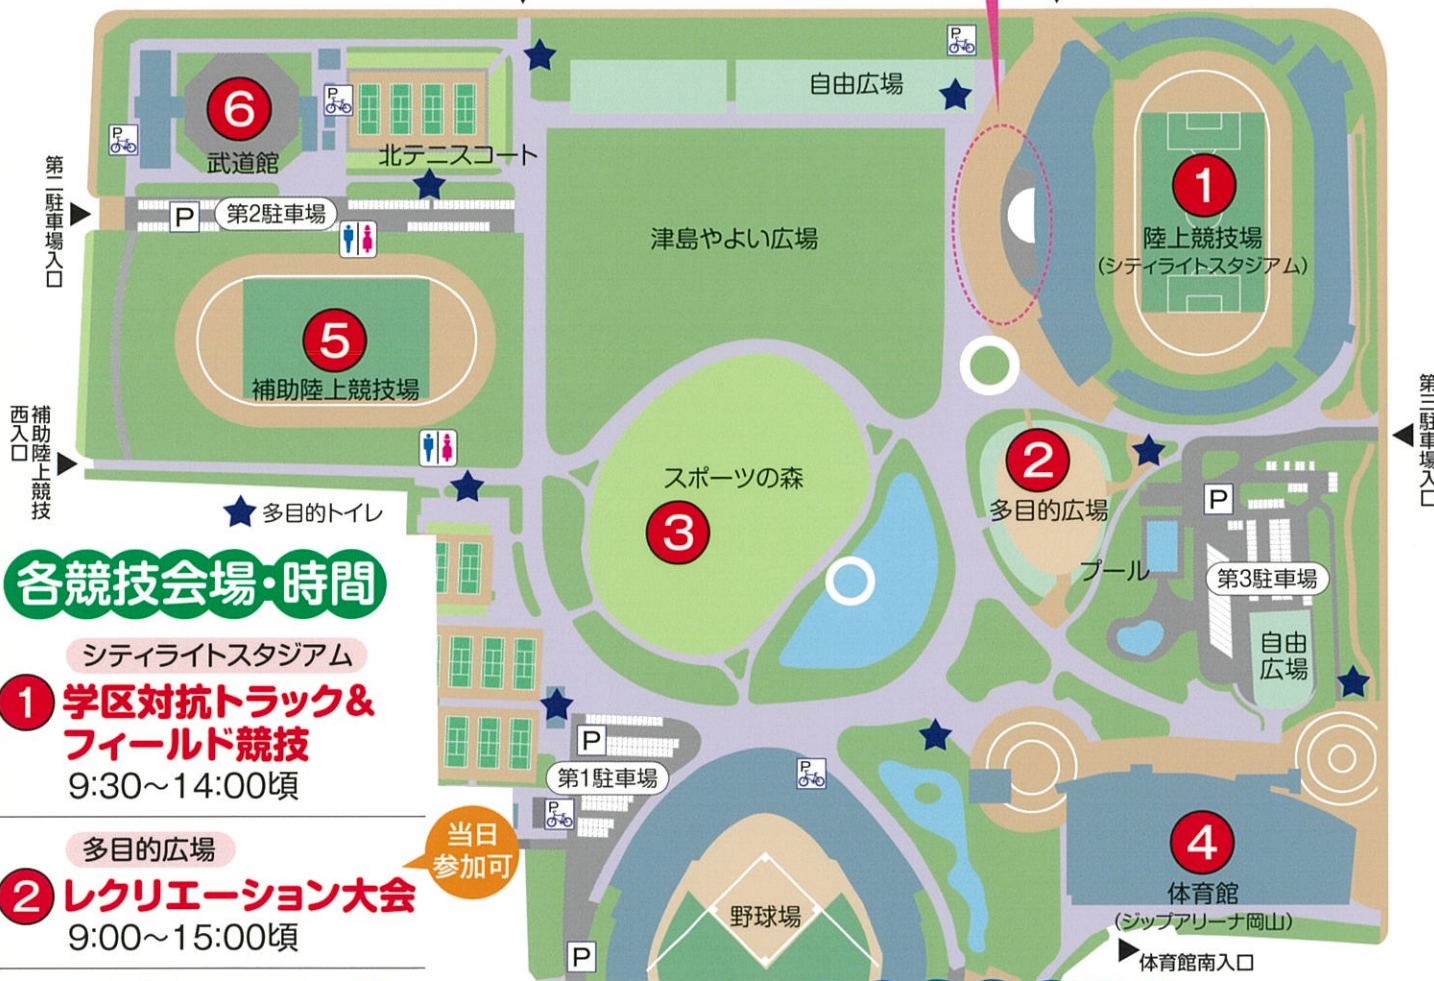 自由広場
6
武道館
北テニスコート
1
陸上競技場
(シティライトスタジアム)
第二駐車場入口
P
第2駐車場
津島やよい広場
5
補助陸上競技場
補助陸上競技
西入口
第三駐車場入口
2
多目的広場
スポーツの森
3
★多目的トイレ
プール
P
第3駐車場
自由
広場
各競技会場・時間
シティライトスタジアム
1 学区対抗トラック&
フィールド競技
9:30~14:00頃
多目的広場
当日
参加可
2 レクリエーション大会
9:00~15:00頃
P
第1駐車場
P
P
P
P
P
P
野球場
4
体育館
(ジップアリーナ岡山)
体育館南入口